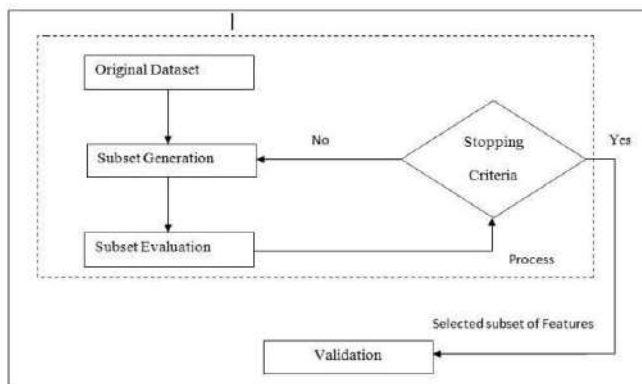 Original Dataset
Subset Generation
Subset Evaluation
No
Stopping
Criteria
Yes
Process
Selected subset of Features
Validation